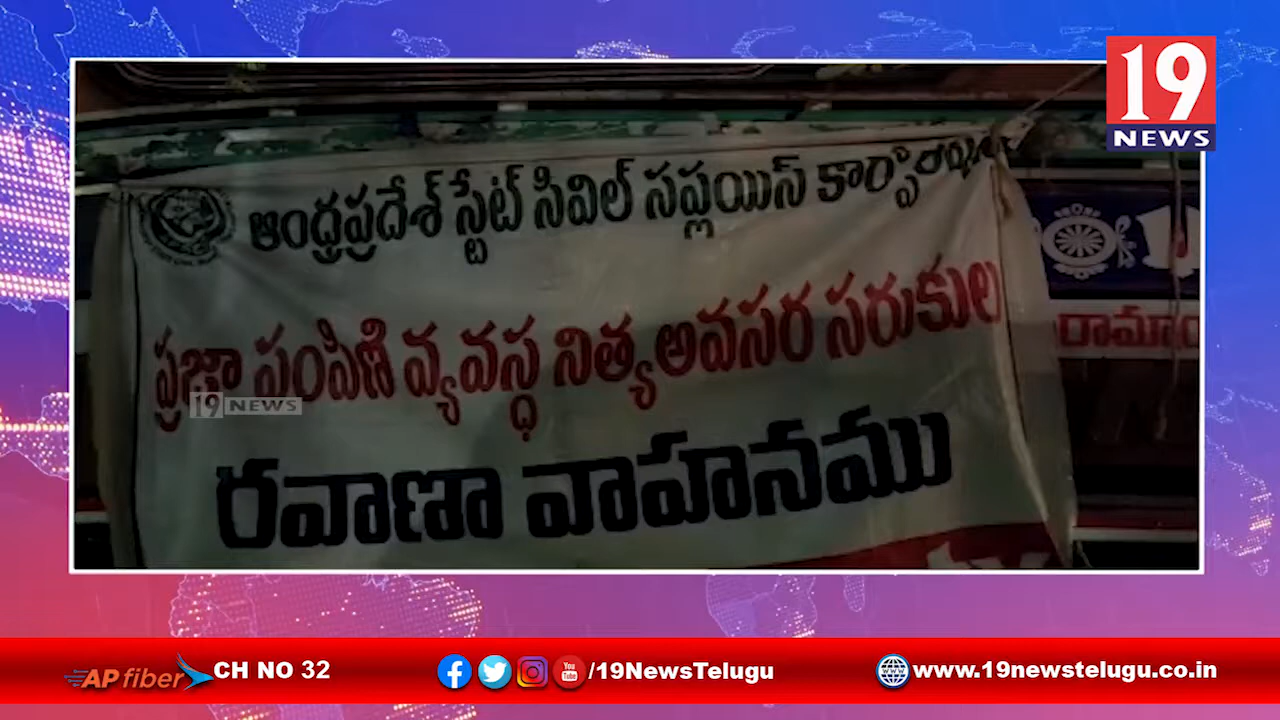 19
NEWS
ఆంధ్రప్రదేశ్ స్టేట్ సివిల్ సప్లయిస్ కార్పొరేషన్
ప్రజా పంపిణి వ్యవస్థ నిత్యఅవసర సరుకుల
రవాణా వాహనము
రామా
19 NEWS
AP fiber CH NO 32
/19NewsTelugu
www.19newstelugu.co.in